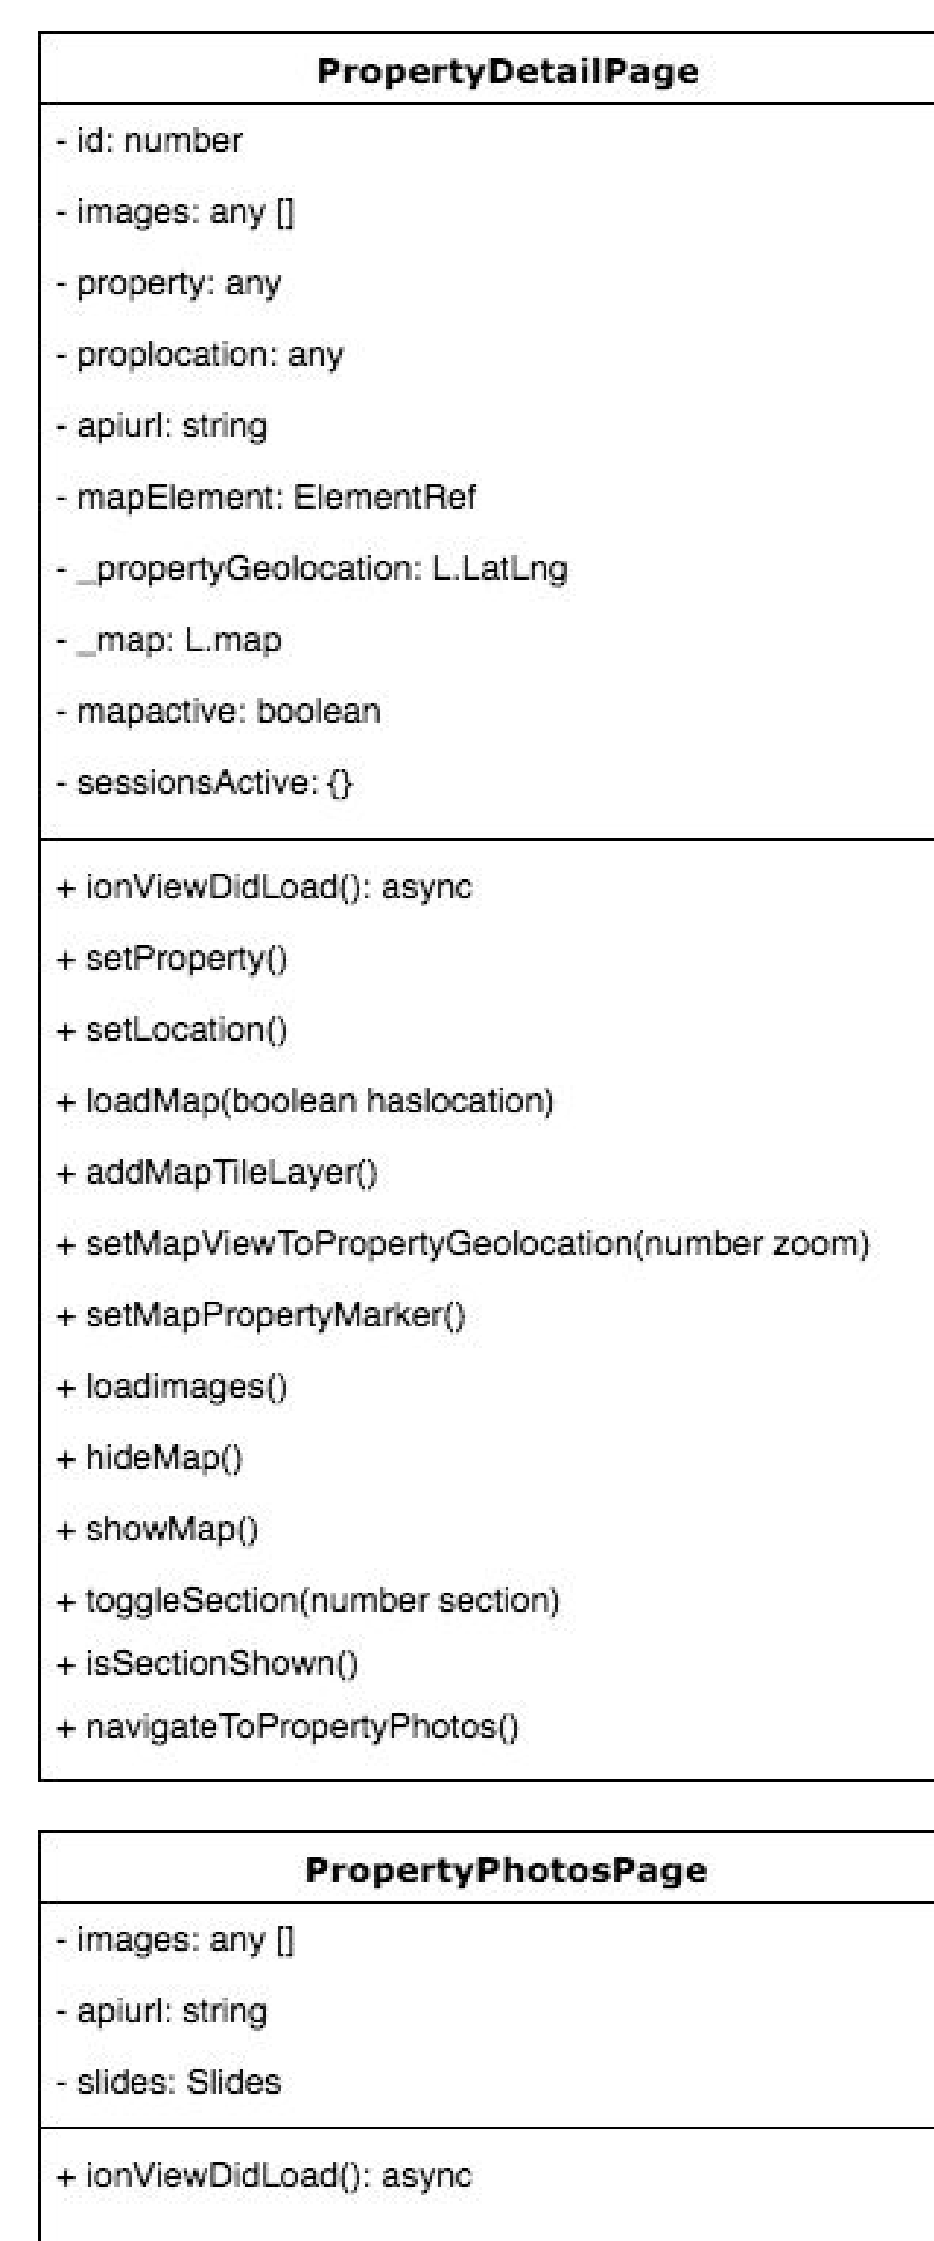 PropertyDetailPage
- id: number
- images: any []
- property: any
- proplocation: any
- apiurl: string
- mapElement: ElementRef
- _propertyGeolocation: L.LatLng
- _map: L.map
- mapactive: boolean
- sessionsActive: {}
+ ionViewDidLoad(): async
+ setProperty()
+ setLocation()
+ loadMap(boolean haslocation)
+ addMapTileLayer()
+ setMapViewToPropertyGeolocation(number zoom)
+ setMapPropertyMarker()
+ loadimages()
+ hideMap()
+ showMap()
+ toggleSection(number section)
+ isSectionShown()
+ navigateToPropertyPhotos()
PropertyPhotosPage
- images: any []
- apiurl: string
- slides: Slides
+ ionViewDidLoad(): async